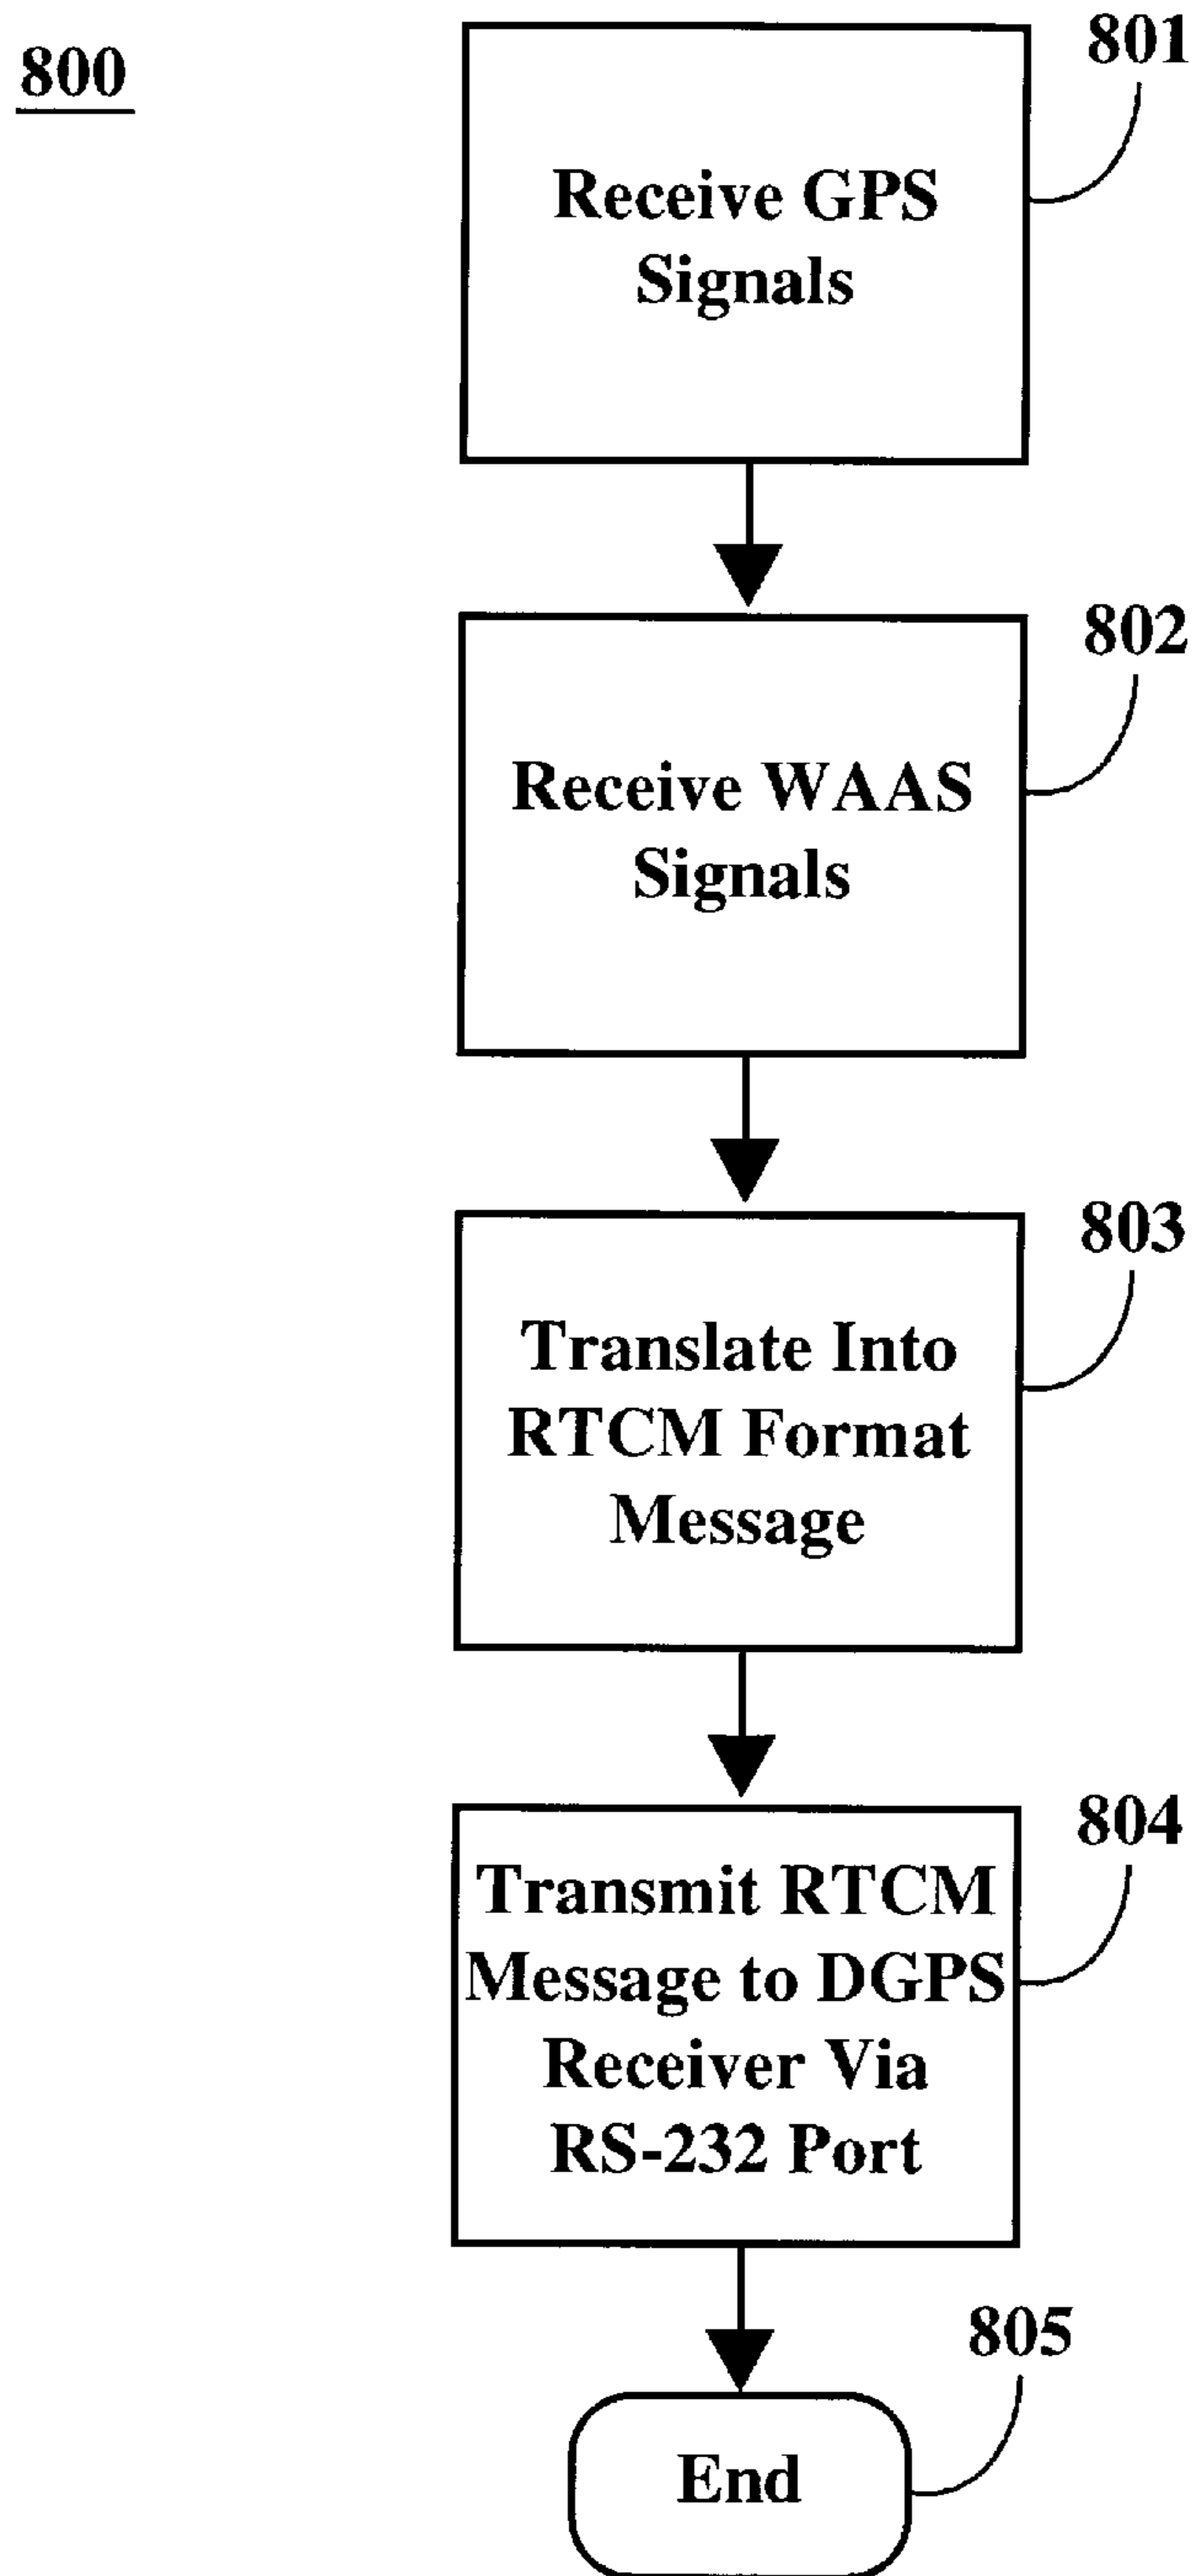 800
801
Receive GPS
Signals
802
Receive WAAS
Signals
803
Translate Into
RTCM Format
Message
804
Transmit RTCM
Message to DGPS
Receiver Via
RS-232 Port
805
End